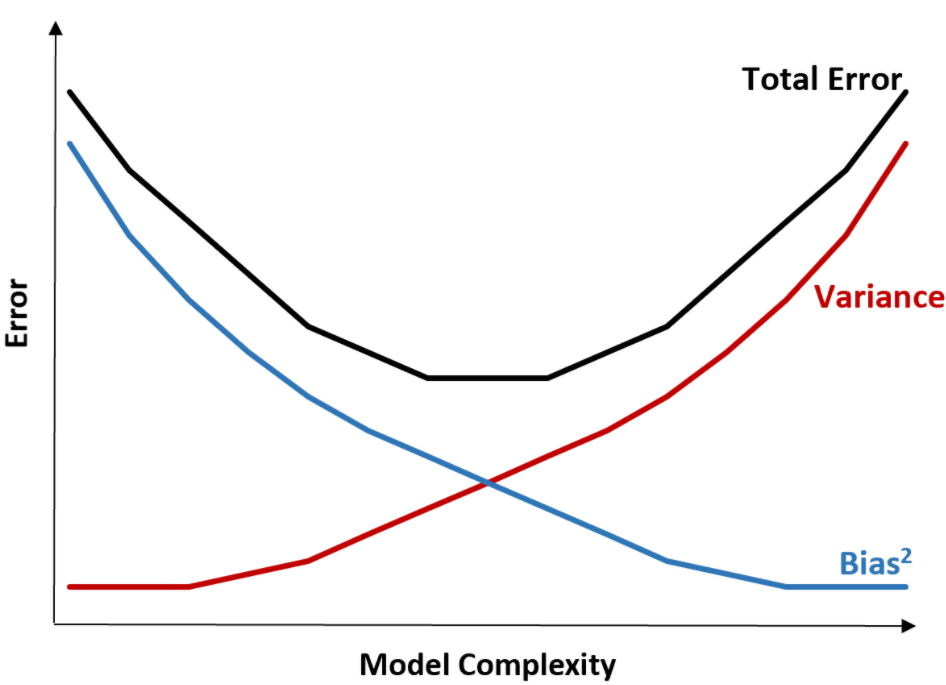 Total Error
Variance
Error
Bias²
Model Complexity